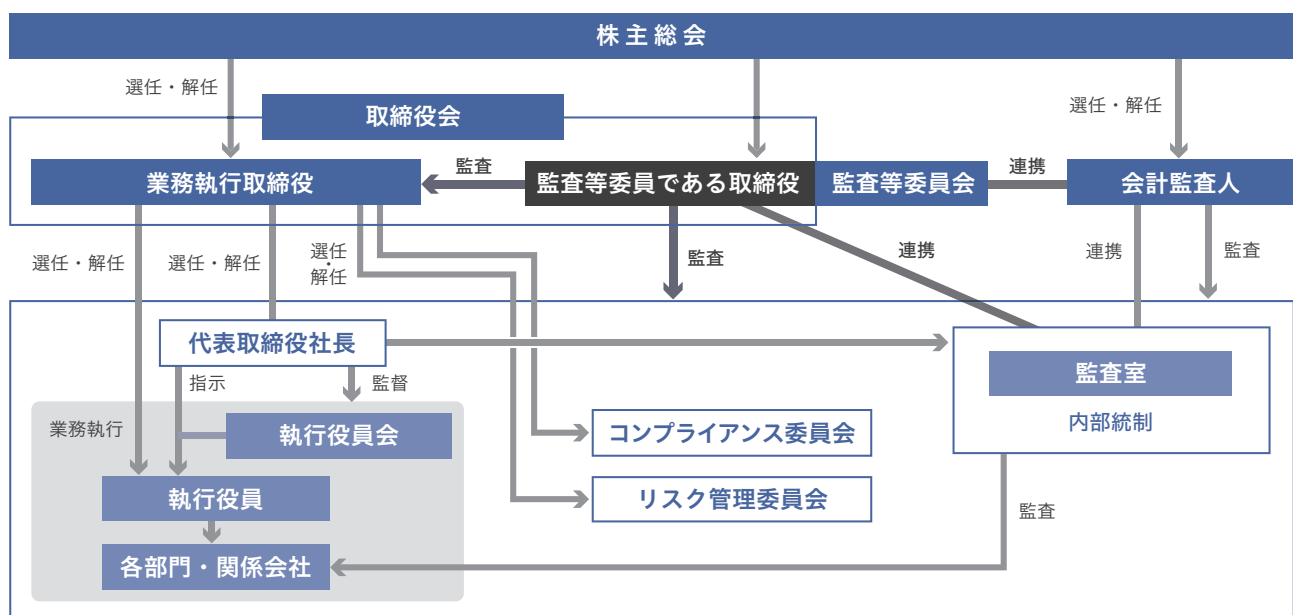 株主総会
選任・解任
選任・解任
取締役会
業務執行取締役
監査
監査等委員である取締役
監査等委員会
連携
会計監査人
選任・解任
選任・解任
選任
・
解任
監査
連携
連携
監査
代表取締役社長
指示
監督
監査室
内部統制
業務執行
執行役員会
コンプライアンス委員会
執行役員
リスク管理委員会
監査
各部門・関係会社